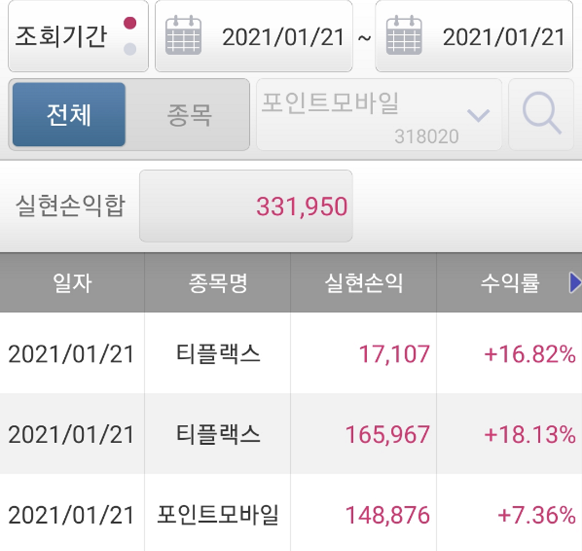 조회기간 2021/01/21 ~ 2021/01/21
전체 종목 포인트모바일
318020
실현손익합 331,950
일자 종목명 실현손익 수익률
2021/01/21 티플랙스 17,107 +16.82%
2021/01/21 티플랙스 165,967 +18.13%
2021/01/21 포인트모바일 148,876 +7.36%